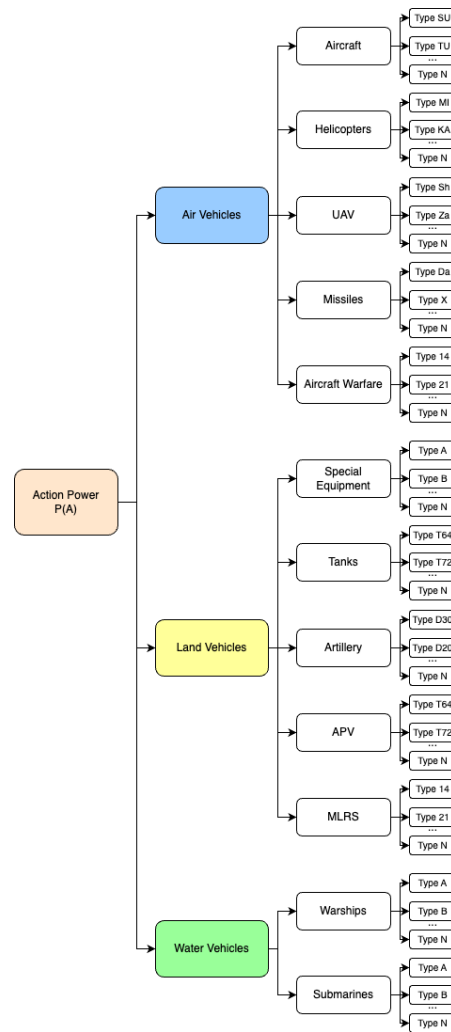 Action Power
P(A)
Air Vehicles
Aircraft
Type SU
Type TU
...
Type N
Helicopters
Type MI
Type KA
...
Type N
UAV
Type Sh
Type Za
...
Type N
Missiles
Type Da
Type X
...
Type N
Aircraft Warfare
Type 14
Type 21
...
Type N
Land Vehicles
Special
Equipment
Type A
Type B
...
Type N
Tanks
Type T64
Type T72
...
Type N
Artillery
Type D30
Type D20
...
Type N
APV
Type T64
Type T72
...
Type N
MLRS
Type 14
Type 21
...
Type N
Water Vehicles
Warships
Type A
Type B
...
Type N
Submarines
Type A
Type B
...
Type N